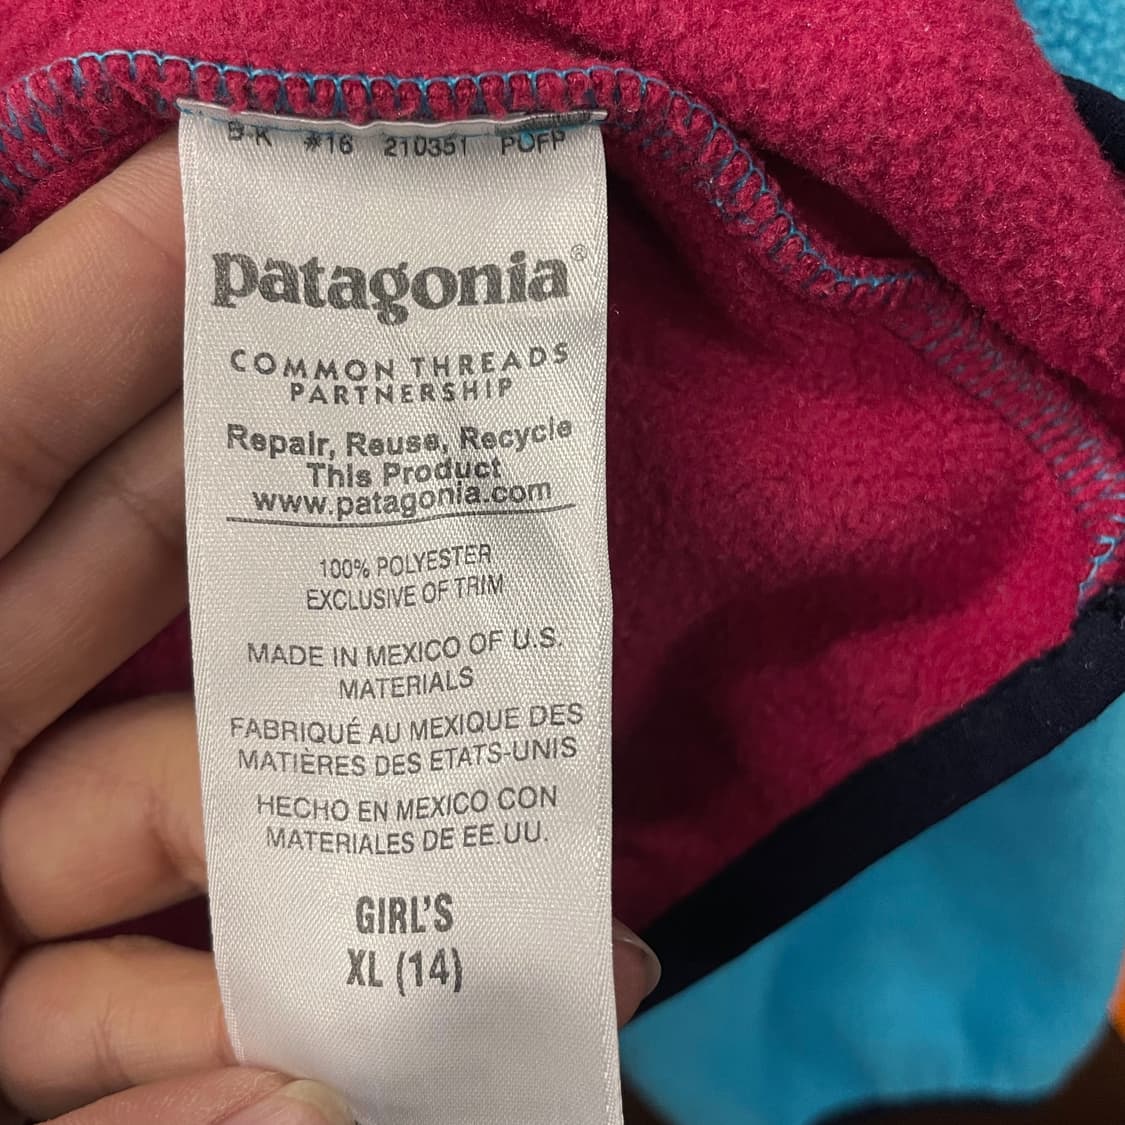 B-K #16 210351 POFP
patagonia®
COMMON THREADS
PARTNERSHIP
Repair, Reuse, Recycle
This Product
www.patagonia.com
100% POLYESTER
EXCLUSIVE OF TRIM
MADE IN MEXICO OF U.S.
MATERIALS
FABRIQUÉ AU MEXIQUE DES
MATIÈRES DES ETATS-UNIS
HECHO EN MEXICO CON
MATERIALES DE EE.UU.
GIRL'S
XL (14)